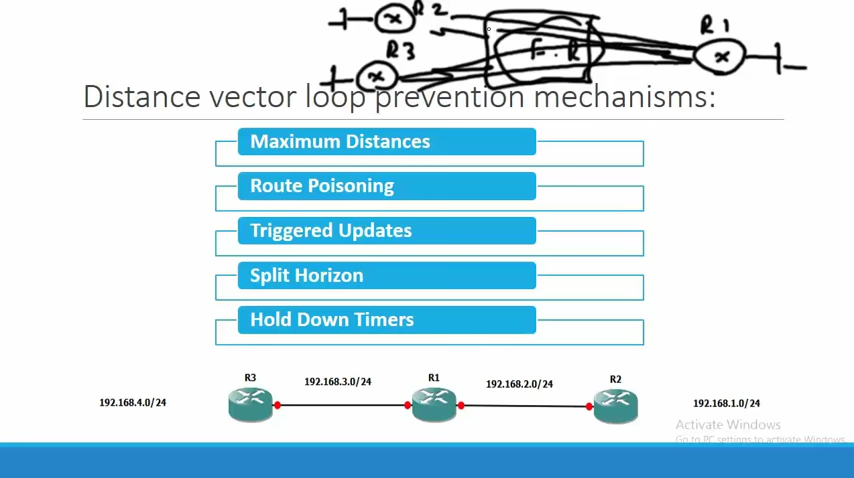 R2
R1
R3
F.R
Distance vector loop prevention mechanisms:
Maximum Distances
Route Poisoning
Triggered Updates
Split Horizon
Hold Down Timers
R3
192.168.3.0/24
R1
192.168.2.0/24
R2
192.168.4.0/24
192.168.1.0/24
Activate Windows
Go to PC settings to activate Windows.